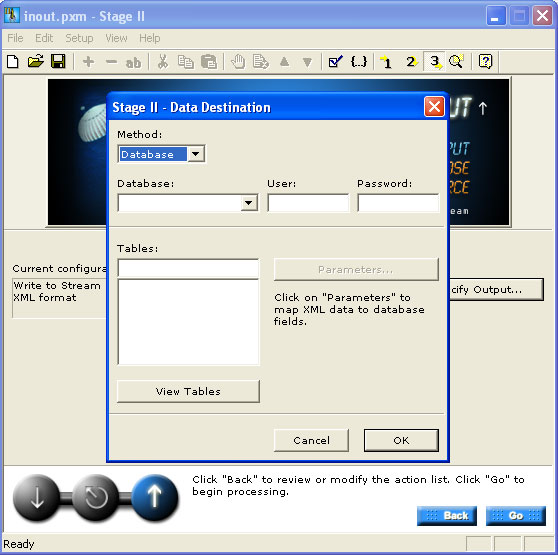 inout.pxm - Stage II
File Edit Setup View Help
ab {...} 1 2 3 ?
Stage II - Data Destination
Method:
Database
Database: User: Password:
Tables:
Parameters...
Click on "Parameters" to
map XML data to database
fields.
View Tables
Cancel OK
UT
PUT
OSE
RCE
eam
Current configura
Write to Stream
XML format
cify Output...
Click "Back" to review or modify the action list. Click "Go" to
begin processing.
Back Go
Ready